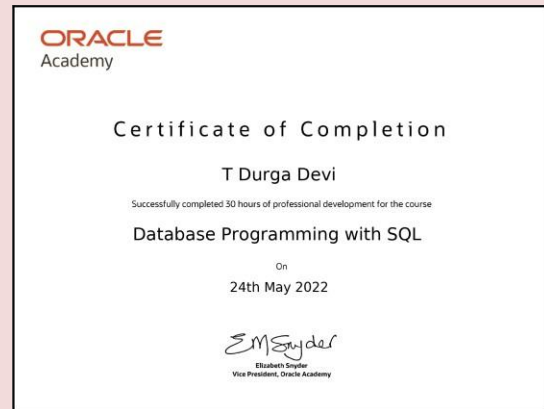 ORACLE
Academy
Certificate of Completion
T Durga Devi
Successfully completed 30 hours of professional development for the course
Database Programming with SQL
On
24th May 2022
EMSnyder
Elizabeth Snyder
Vice President, Oracle Academy